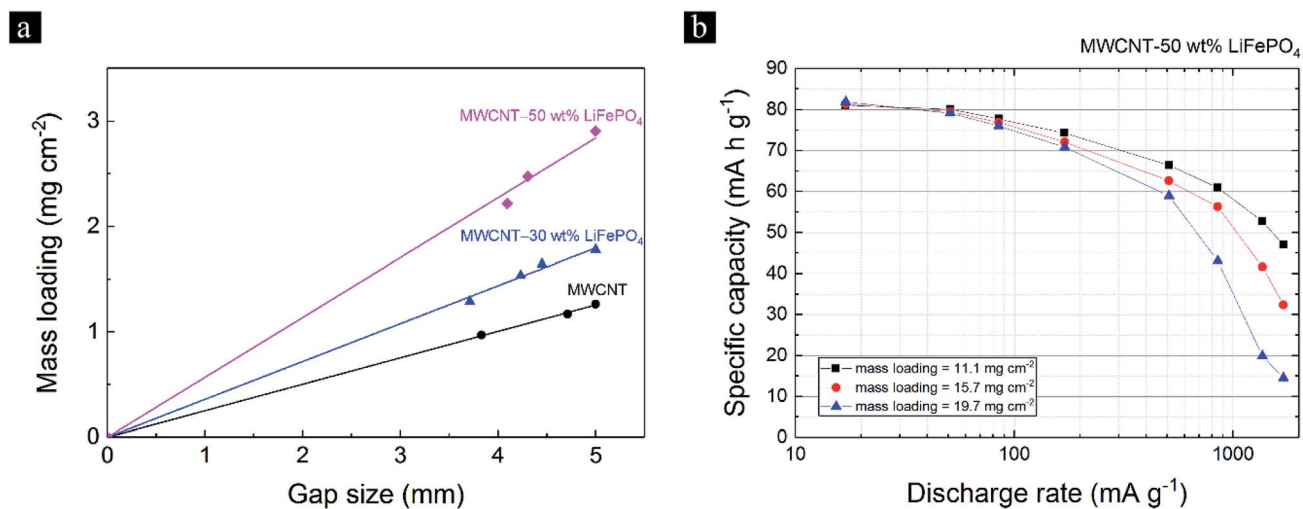 a
Mass loading (mg cm⁻²)
3
2
1
0
MWCNT–50 wt% LiFePO₄
MWCNT–30 wt% LiFePO₄
MWCNT
0 1 2 3 4 5
Gap size (mm)
b
MWCNT-50 wt% LiFePO₄
Specific capacity (mA h g⁻¹)
90
80
70
60
50
40
30
20
10
0
mass loading = 11.1 mg cm⁻²
mass loading = 15.7 mg cm⁻²
mass loading = 19.7 mg cm⁻²
10 100 1000
Discharge rate (mA g⁻¹)